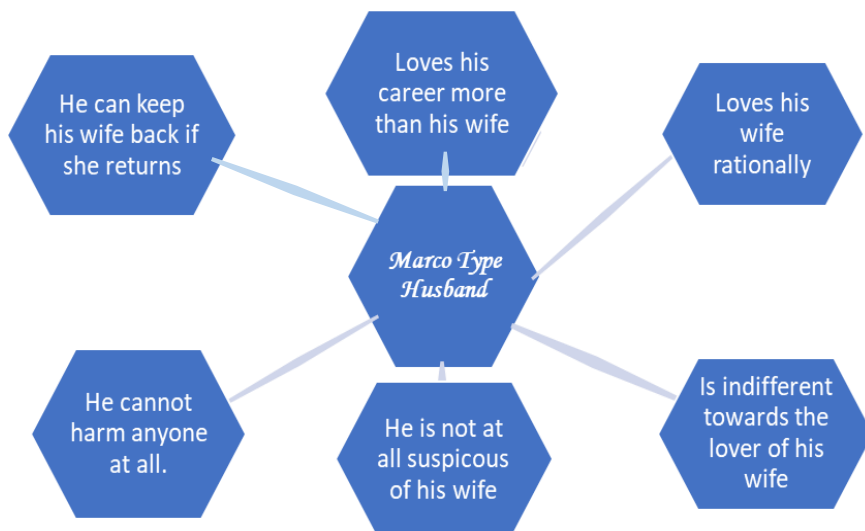 He can keep
his wife back if
she returns
Loves his
career more
than his wife
Loves his
wife
rationally
Marco Type
Husband
He cannot
harm anyone
at all.
He is not at
all suspicous
of his wife
Is indifferent
towards the
lover of his
wife